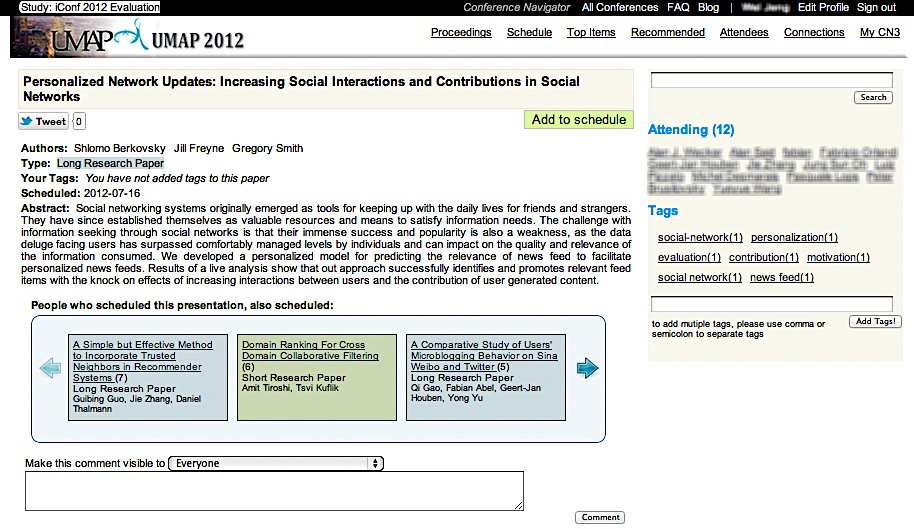 Study: iConf 2012 Evaluation
Conference Navigator All Conferences FAQ Blog | Edit Profile Sign out
UMAP UMAP 2012
Proceedings Schedule Top Items Recommended Attendees Connections My CN3
Personalized Network Updates: Increasing Social Interactions and Contributions in Social
Networks
Tweet 0
Add to schedule
Authors: Shlomo Berkovsky Jill Freyne Gregory Smith
Type: Long Research Paper
Your Tags: You have not added tags to this paper
Scheduled: 2012-07-16
Abstract: Social networking systems originally emerged as tools for keeping up with the daily lives for friends and strangers.
They have since established themselves as valuable resources and means to satisfy information needs. The challenge with
information seeking through social networks is that their immense success and popularity is also a weakness, as the data
deluge facing users has surpassed comfortably managed levels by individuals and can impact on the quality and relevance of
the information consumed. We developed a personalized model for predicting the relevance of news feed to facilitate
personalized news feeds. Results of a live analysis show that out approach successfully identifies and promotes relevant feed
items with the knock on effects of increasing interactions between users and the contribution of user generated content.
People who scheduled this presentation, also scheduled:
A Simple but Effective Method
to Incorporate Trusted
Neighbors in Recommender
Systems (7)
Long Research Paper
Guibing Guo, Jie Zhang, Daniel
Thalmann
Domain Ranking For Cross
Domain Collaborative Filtering
(6)
Short Research Paper
Amit Tiroshi, Tsvi Kuflik
A Comparative Study of Users'
Microblogging Behavior on Sina
Weibo and Twitter (5)
Long Research Paper
Qi Gao, Fabian Abel, Geert-Jan
Houben, Yong Yu
Make this comment visible to Everyone
Comment
Search
Attending (12)
Tags
social-network(1) personalization(1)
evaluation(1) contribution(1) motivation(1)
social network(1) news feed(1)
to add mutiple tags, please use comma or
semicolon to separate tags
Add Tags!